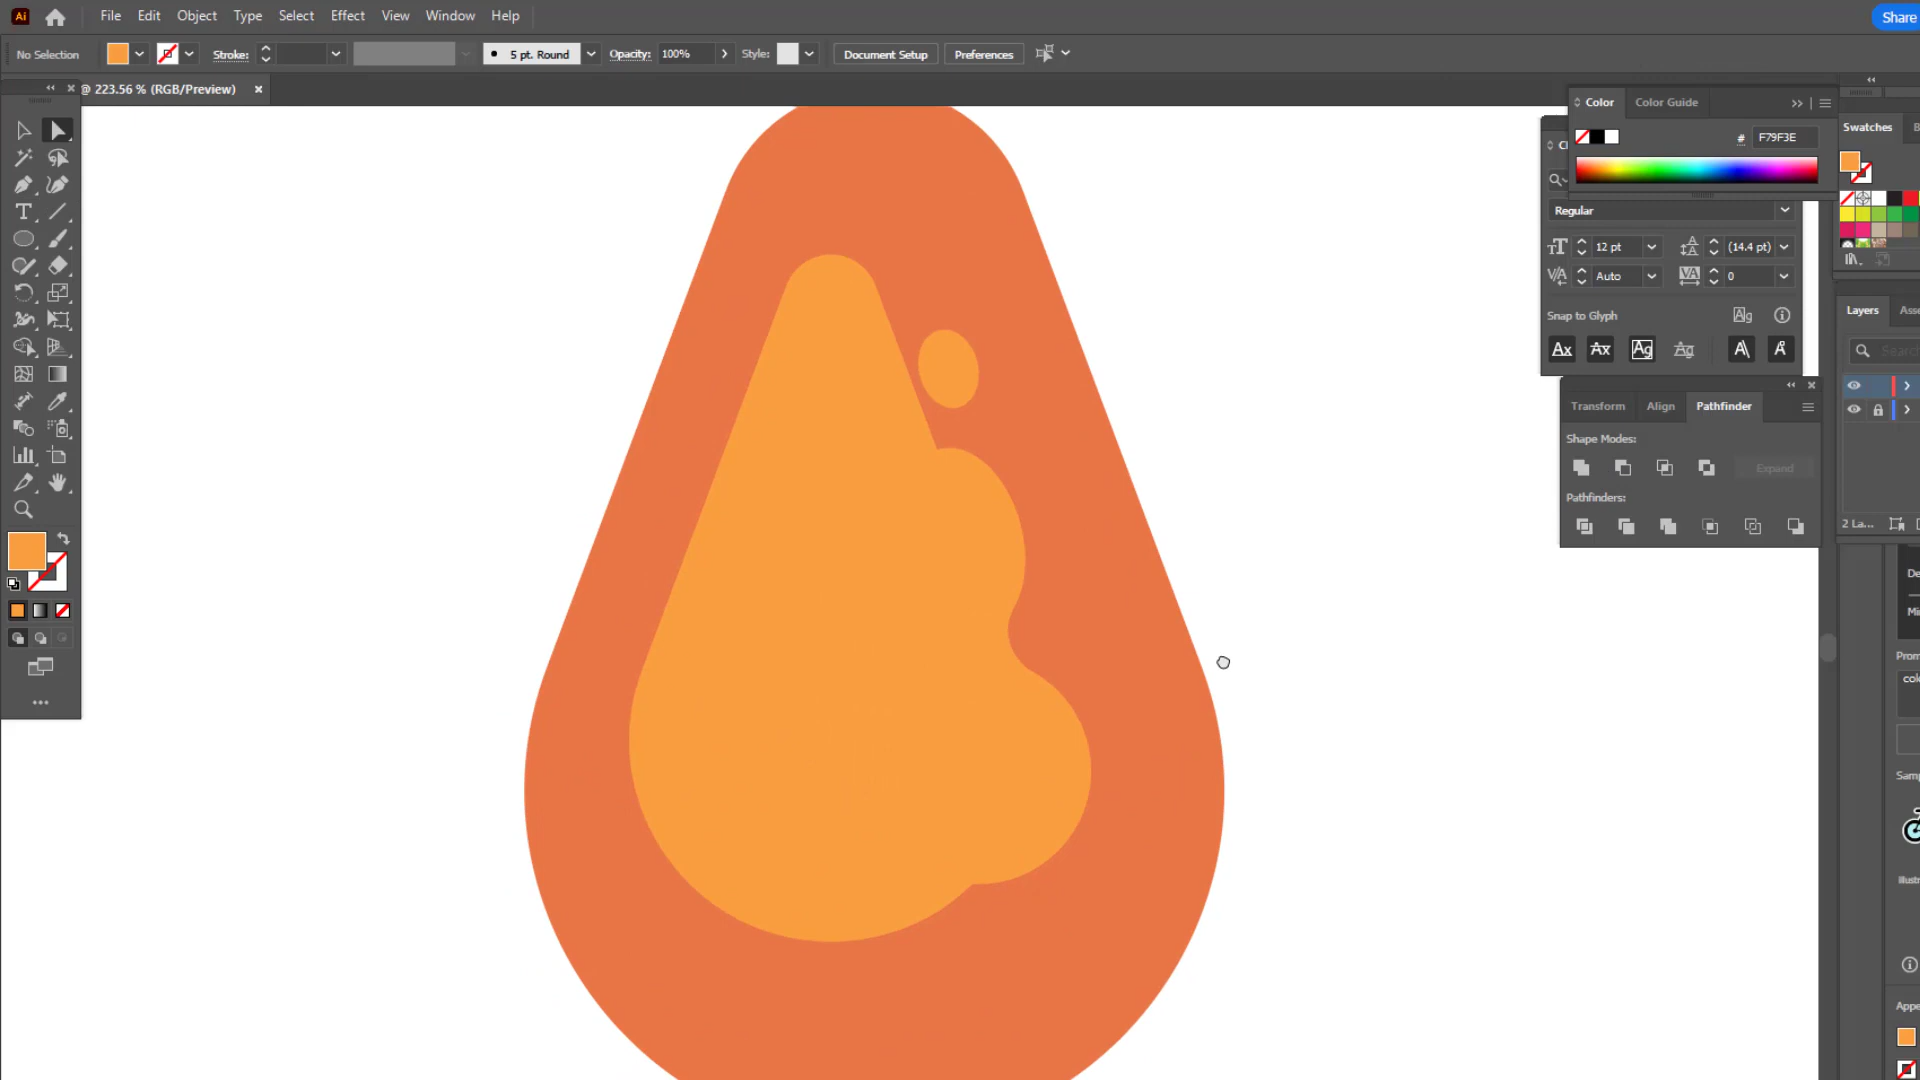 Ai File Edit Object Type Select Effect View Window Help Share
No Selection Stroke: 5 pt. Round Opacity: 100% Style: Document Setup Preferences
@ 223.56 % (RGB/Preview)
Color Color Guide
# F79F3E
Swatches
Regular
12 pt (14.4 pt)
Auto 0
Snap to Glyph
Layers
Transform Align Pathfinder
Shape Modes:
Expand
Pathfinders:
2 La...